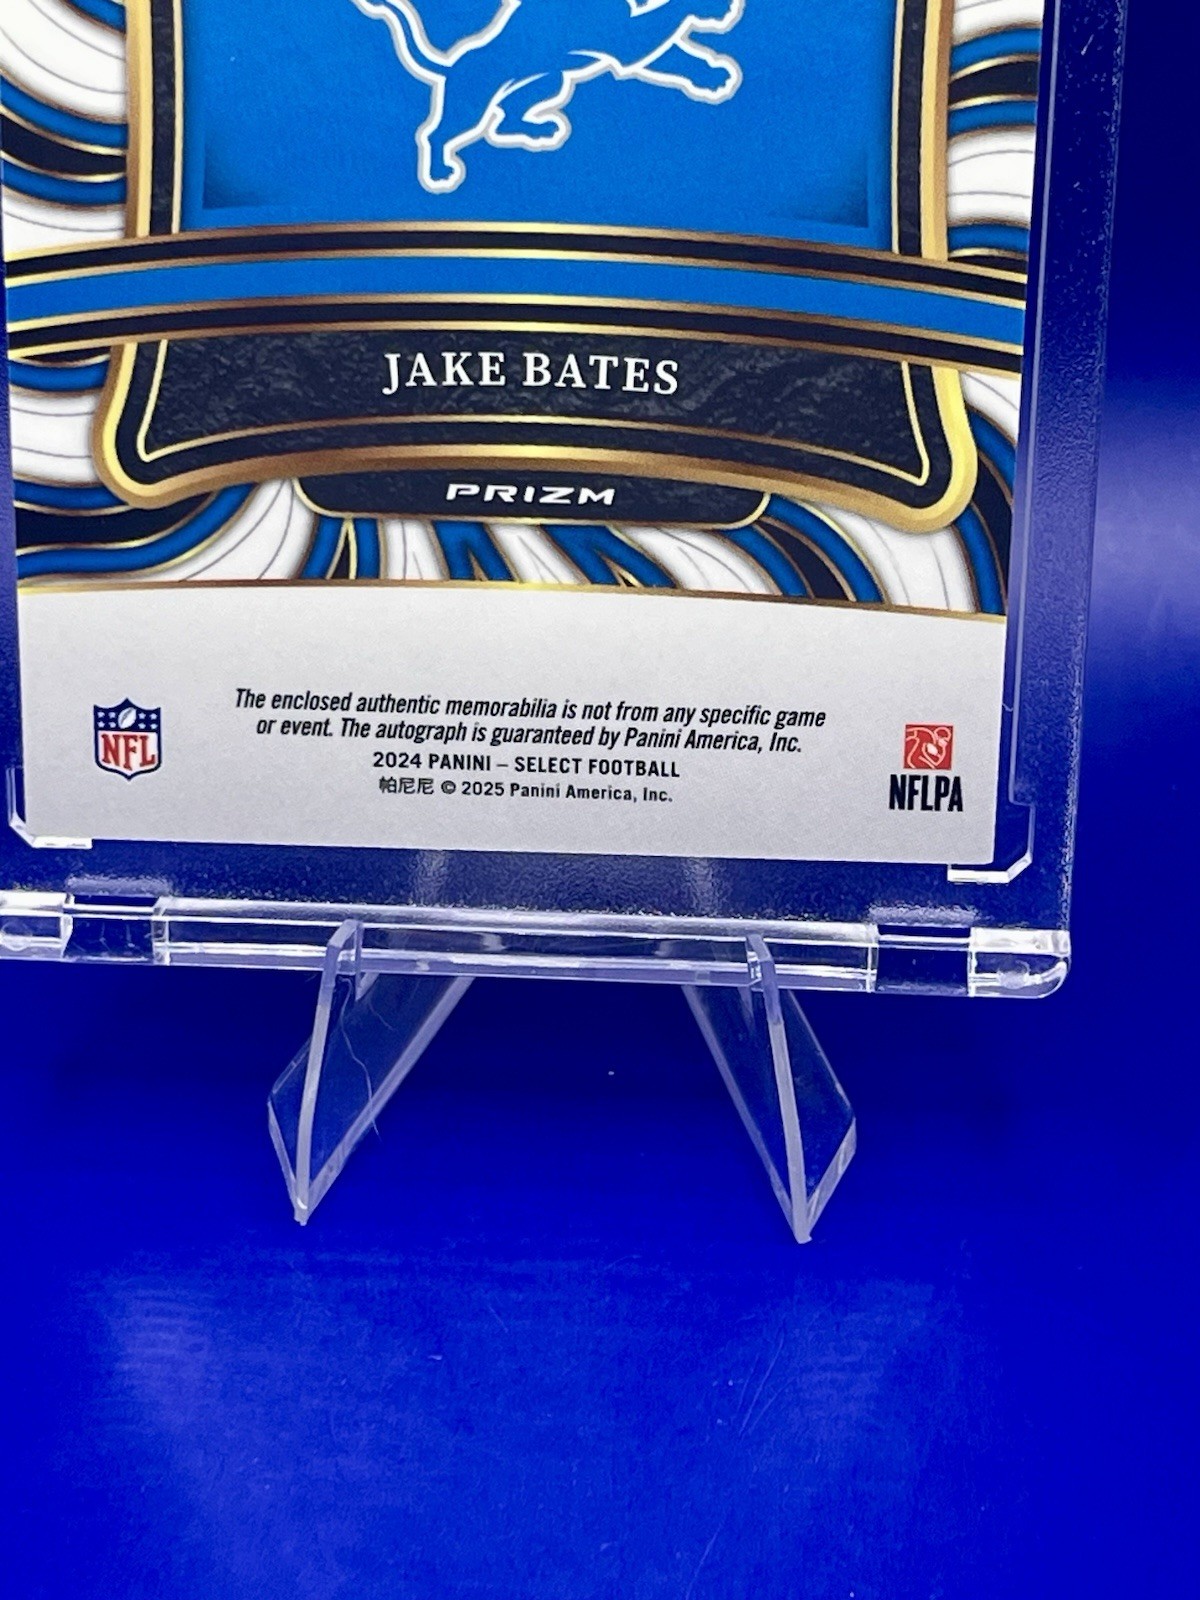 JAKE BATES
PRIZM
NFL
The enclosed authentic memorabilia is not from any specific game
or event. The autograph is guaranteed by Panini America, Inc.
2024 PANINI – SELECT FOOTBALL
帕尼尼 © 2025 Panini America, Inc.
NFLPA